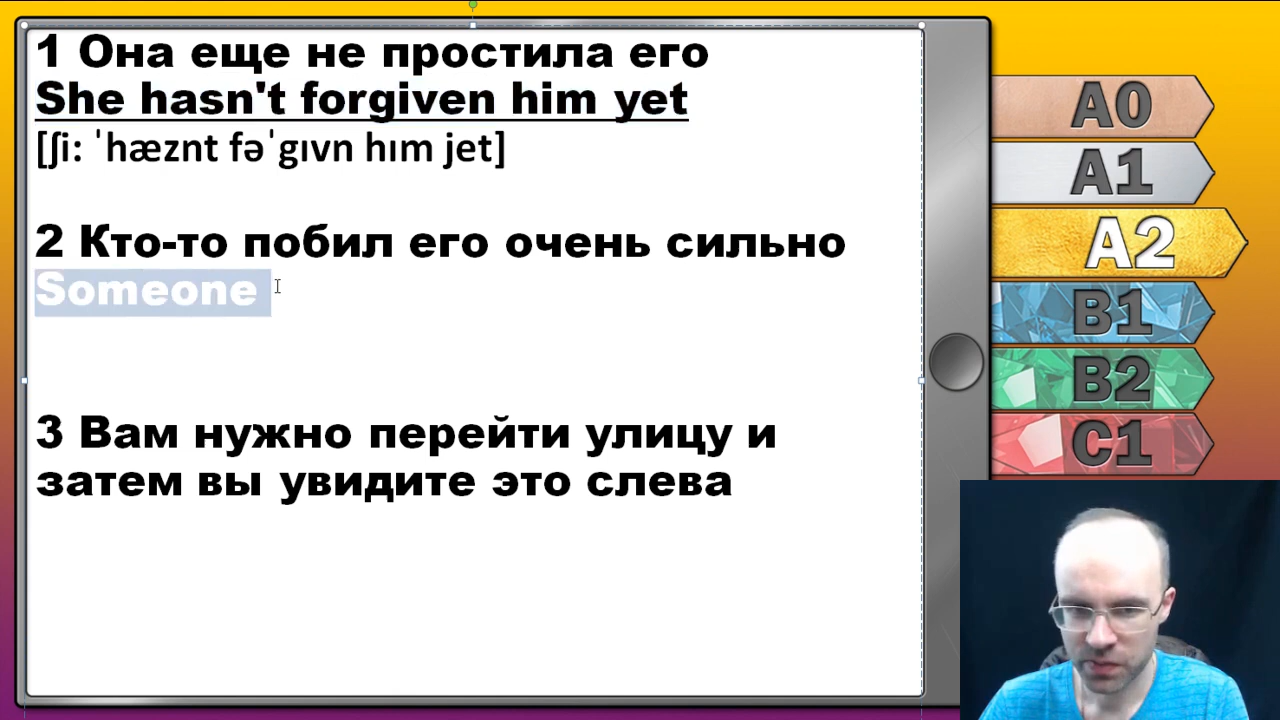 1 Она еще не простила его
She hasn't forgiven him yet
[ʃi: ˈhæznt fəˈgɪvn hɪm jet]
2 Кто-то побил его очень сильно
Someone
3 Вам нужно перейти улицу и
затем вы увидите это слева
A0
A1
A2
B1
B2
C1